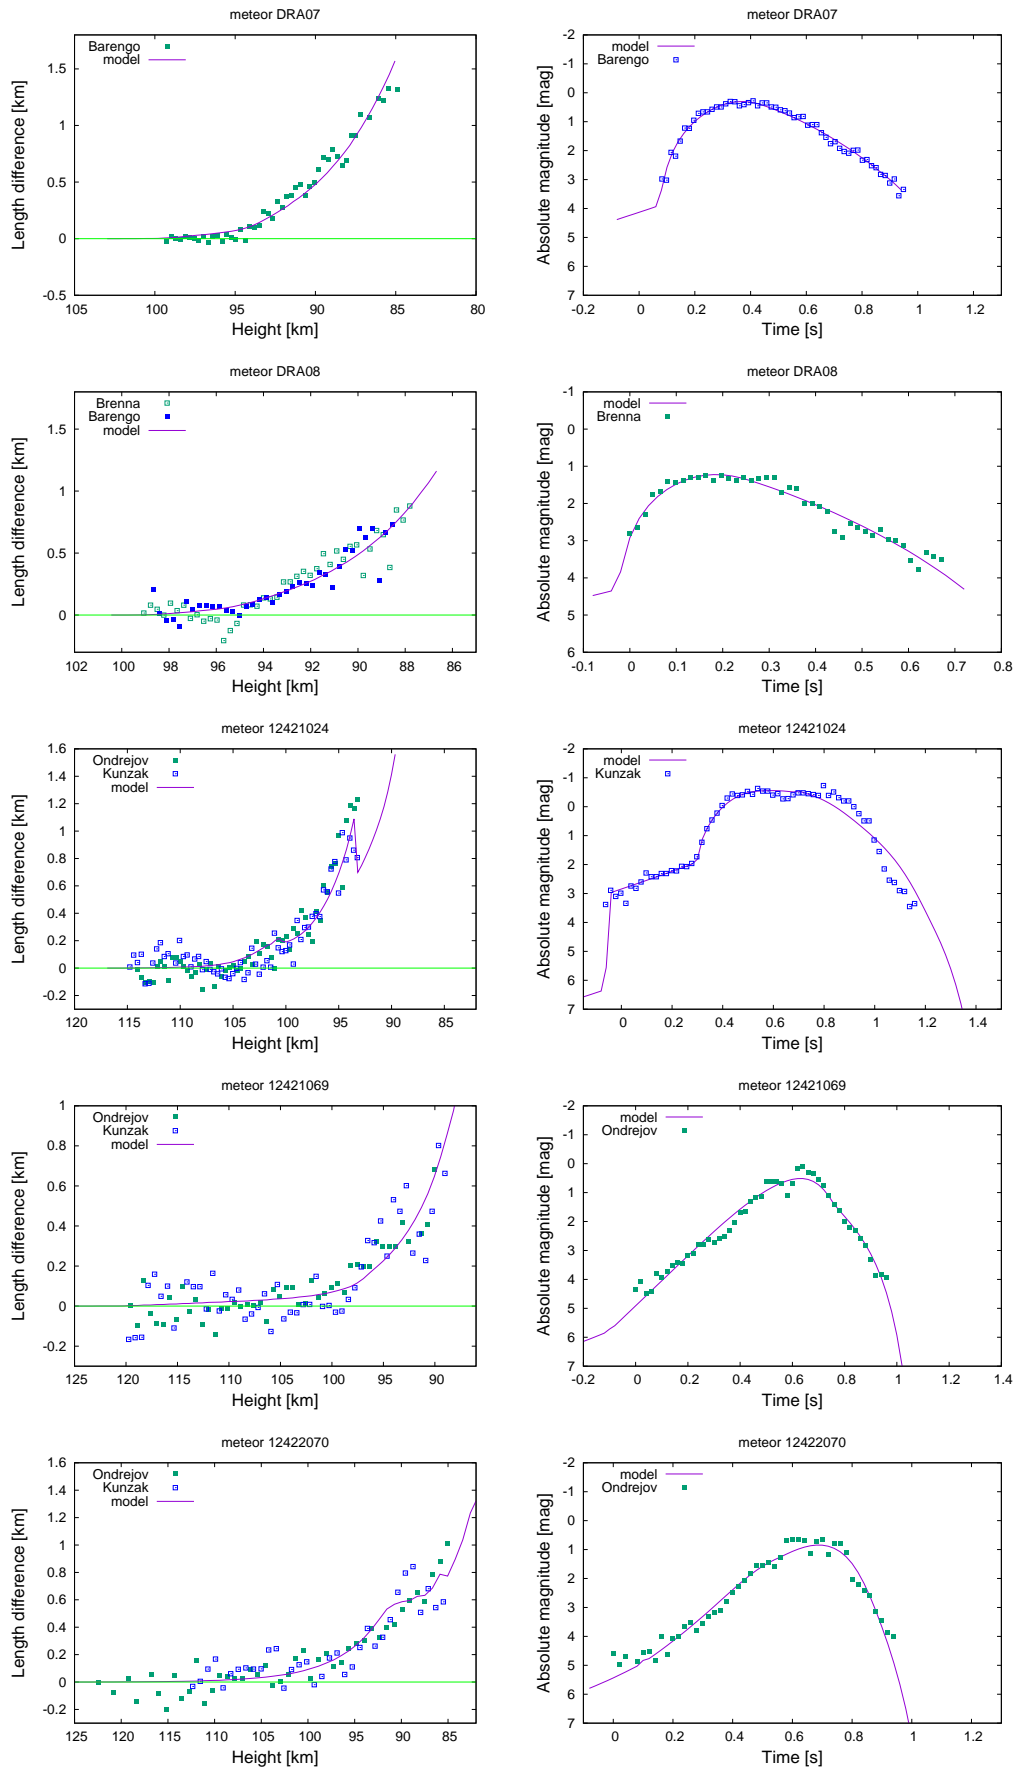 meteor DRA07
Length difference [km]
Barengo
model
1.5
1
0.5
0
-0.5
105 100 95 90 85 80
Height [km]
meteor DRA07
Absolute magnitude [mag]
model
Barengo
-2
-1
0
1
2
3
4
5
6
7
-0.2 0 0.2 0.4 0.6 0.8 1 1.2
Time [s]
meteor DRA08
Length difference [km]
Brenna
Barengo
model
1.5
1
0.5
0
102 100 98 96 94 92 90 88 86
Height [km]
meteor DRA08
Absolute magnitude [mag]
model
Brenna
-1
0
1
2
3
4
5
6
-0.1 0 0.1 0.2 0.3 0.4 0.5 0.6 0.7 0.8
Time [s]
meteor 12421024
Length difference [km]
Ondrejov
Kunzak
model
1.6
1.4
1.2
1
0.8
0.6
0.4
0.2
0
-0.2
120 115 110 105 100 95 90 85
Height [km]
meteor 12421024
Absolute magnitude [mag]
model
Kunzak
-2
-1
0
1
2
3
4
5
6
7
0 0.2 0.4 0.6 0.8 1 1.2 1.4
Time [s]
meteor 12421069
Length difference [km]
Ondrejov
Kunzak
model
1
0.8
0.6
0.4
0.2
0
-0.2
125 120 115 110 105 100 95 90
Height [km]
meteor 12421069
Absolute magnitude [mag]
model
Ondrejov
-2
-1
0
1
2
3
4
5
6
7
-0.2 0 0.2 0.4 0.6 0.8 1 1.2 1.4
Time [s]
meteor 12422070
Length difference [km]
Ondrejov
Kunzak
model
1.6
1.4
1.2
1
0.8
0.6
0.4
0.2
0
-0.2
125 120 115 110 105 100 95 90 85
Height [km]
meteor 12422070
Absolute magnitude [mag]
model
Ondrejov
-2
-1
0
1
2
3
4
5
6
7
0 0.2 0.4 0.6 0.8 1 1.2
Time [s]